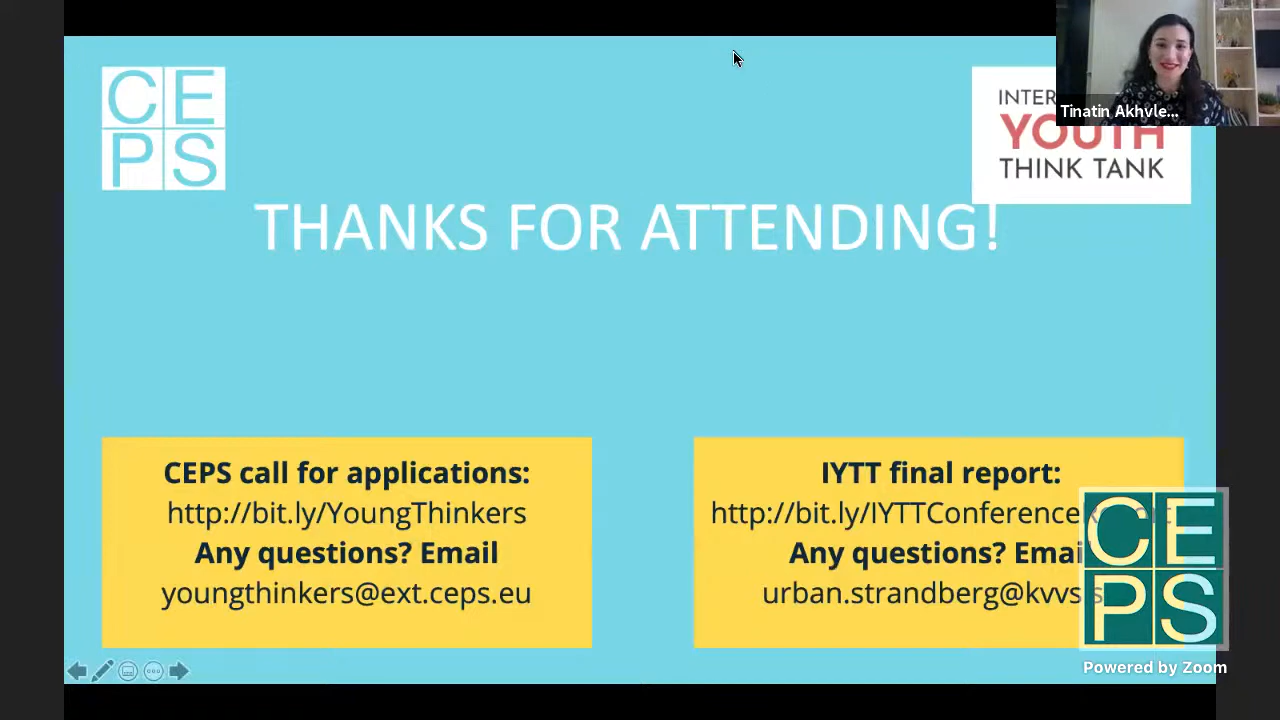 CE
PS
INTER
YOUTH
THINK TANK
Tinatin Akhvle...
THANKS FOR ATTENDING!
CEPS call for applications:
http://bit.ly/YoungThinkers
Any questions? Email
youngthinkers@ext.ceps.eu
IYTT final report:
http://bit.ly/IYTTConference
Any questions? Email
urban.strandberg@kvvs.s
CE
PS
Powered by Zoom